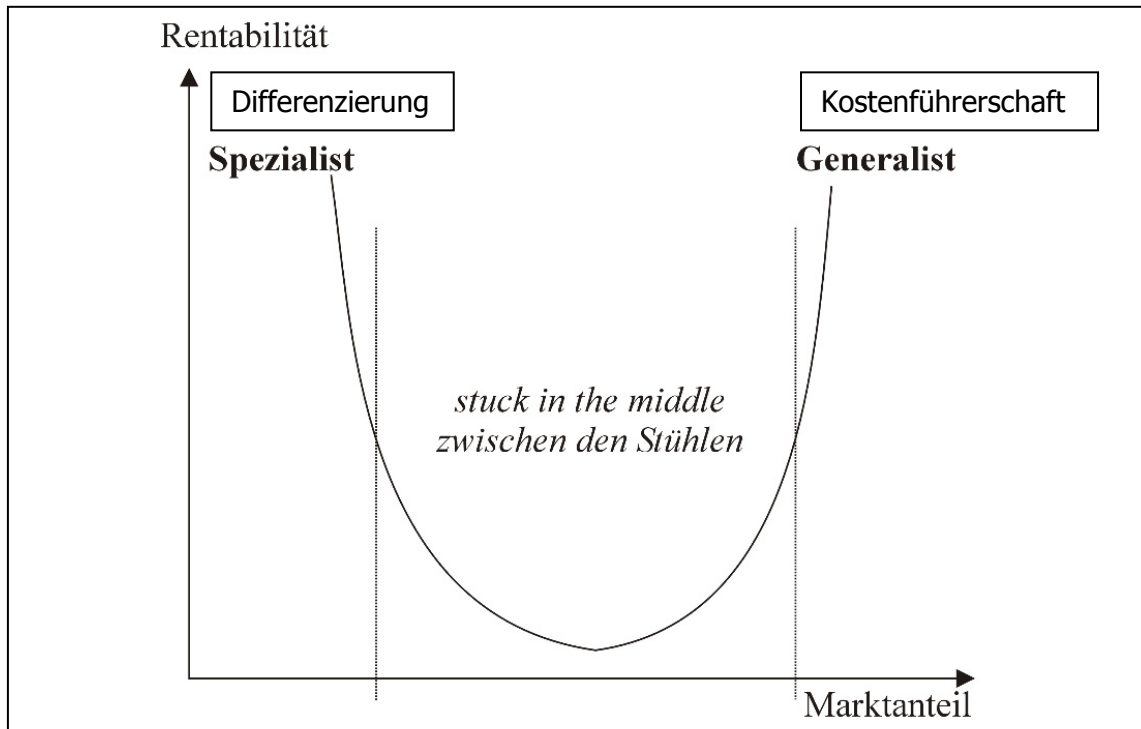 Rentabilität
Differenzierung
Kostenführerschaft
Spezialist
Generalist
stuck in the middle
zwischen den Stühlen
Marktanteil